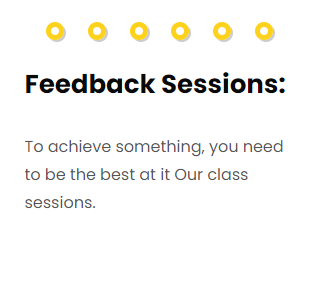 Feedback Sessions:
To achieve something, you need
to be the best at it Our class
sessions.